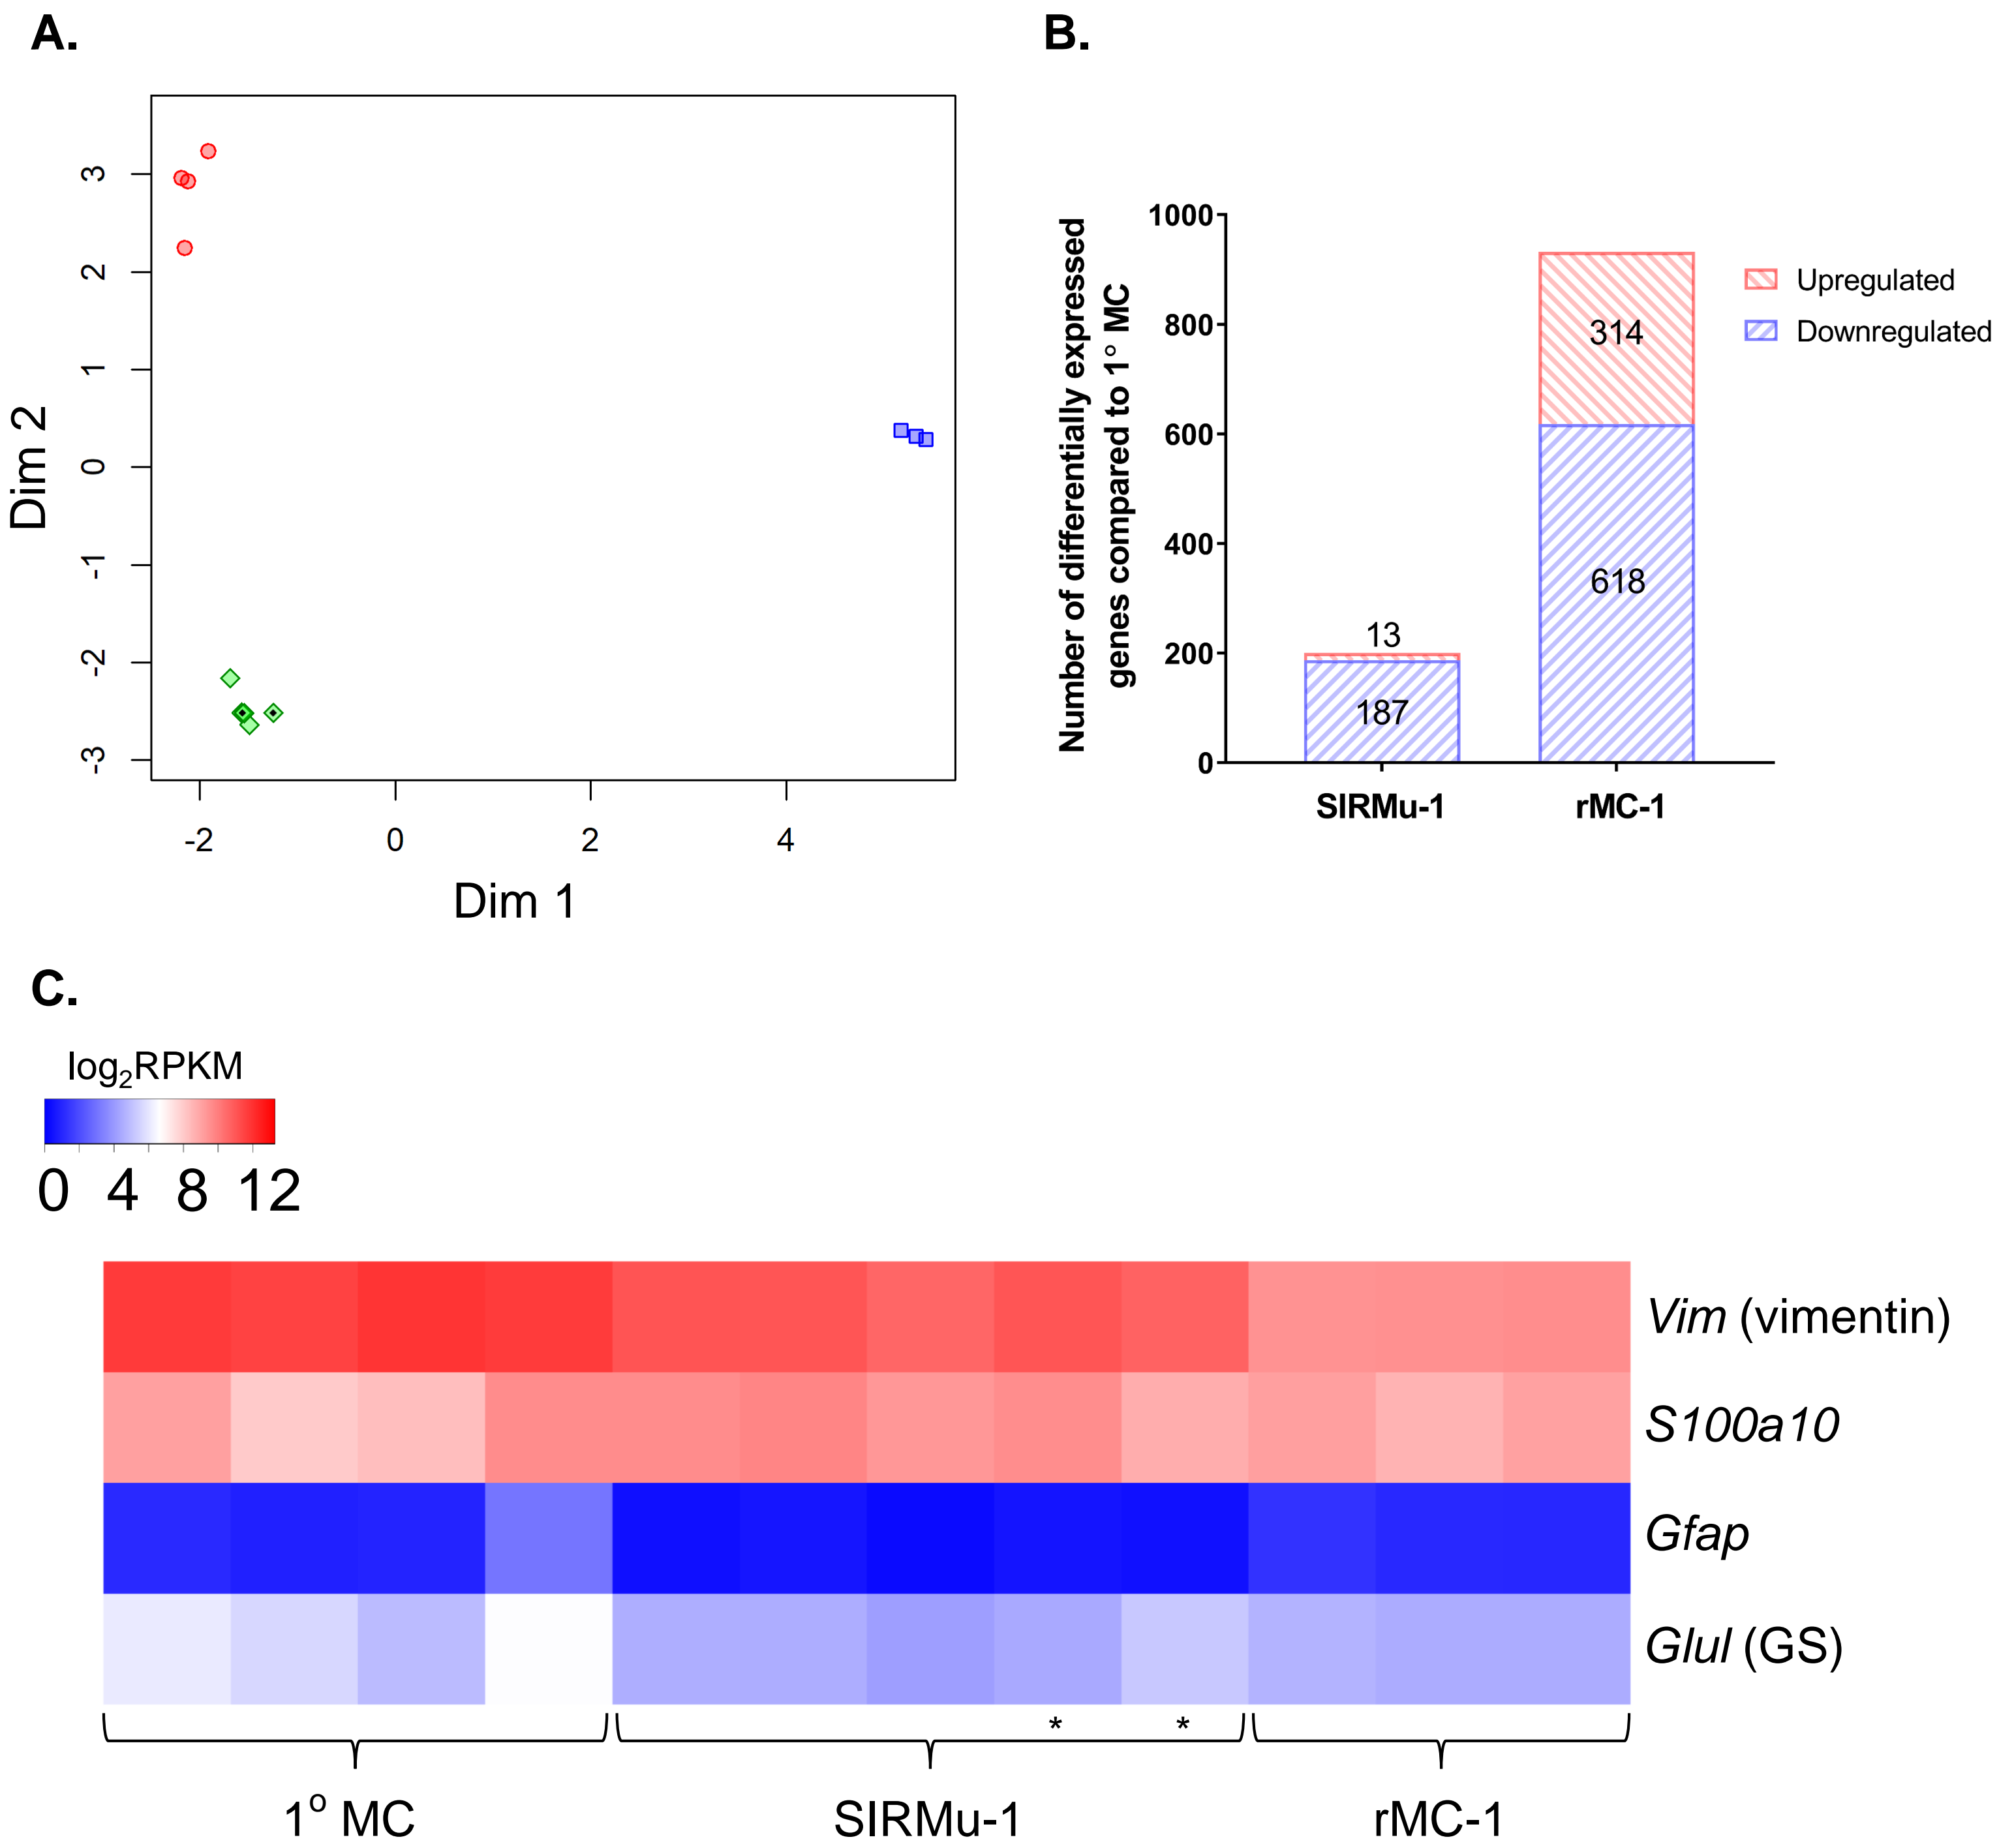 A.
3
2
1
0
-1
-2
-3
Dim 2
-2 0 2 4
Dim 1
B.
Number of differentially expressed
genes compared to 1° MC
1000
800
600
400
200
0
314
618
13
187
SIRMu-1 rMC-1
Upregulated
Downregulated
C.
log2RPKM
0 4 8 12
Vim (vimentin)
S100a10
Gfap
Glul (GS)
* *
1o MC SIRMu-1 rMC-1